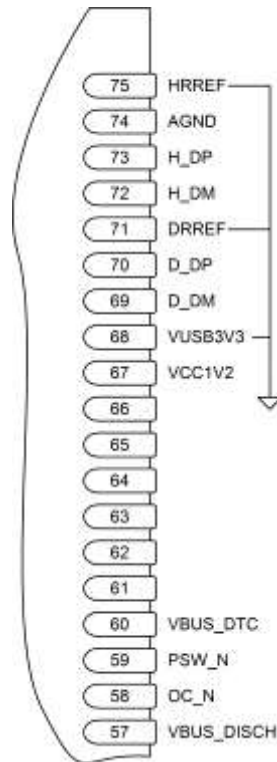 75 HRREF
74 AGND
73 H_DP
72 H_DM
71 DRREF
70 D_DP
69 D_DM
68 VUSB3V3
67 VCC1V2
66
65
64
63
62
61
60 VBUS_DTC
59 PSW_N
58 OC_N
57 VBUS_DISCH